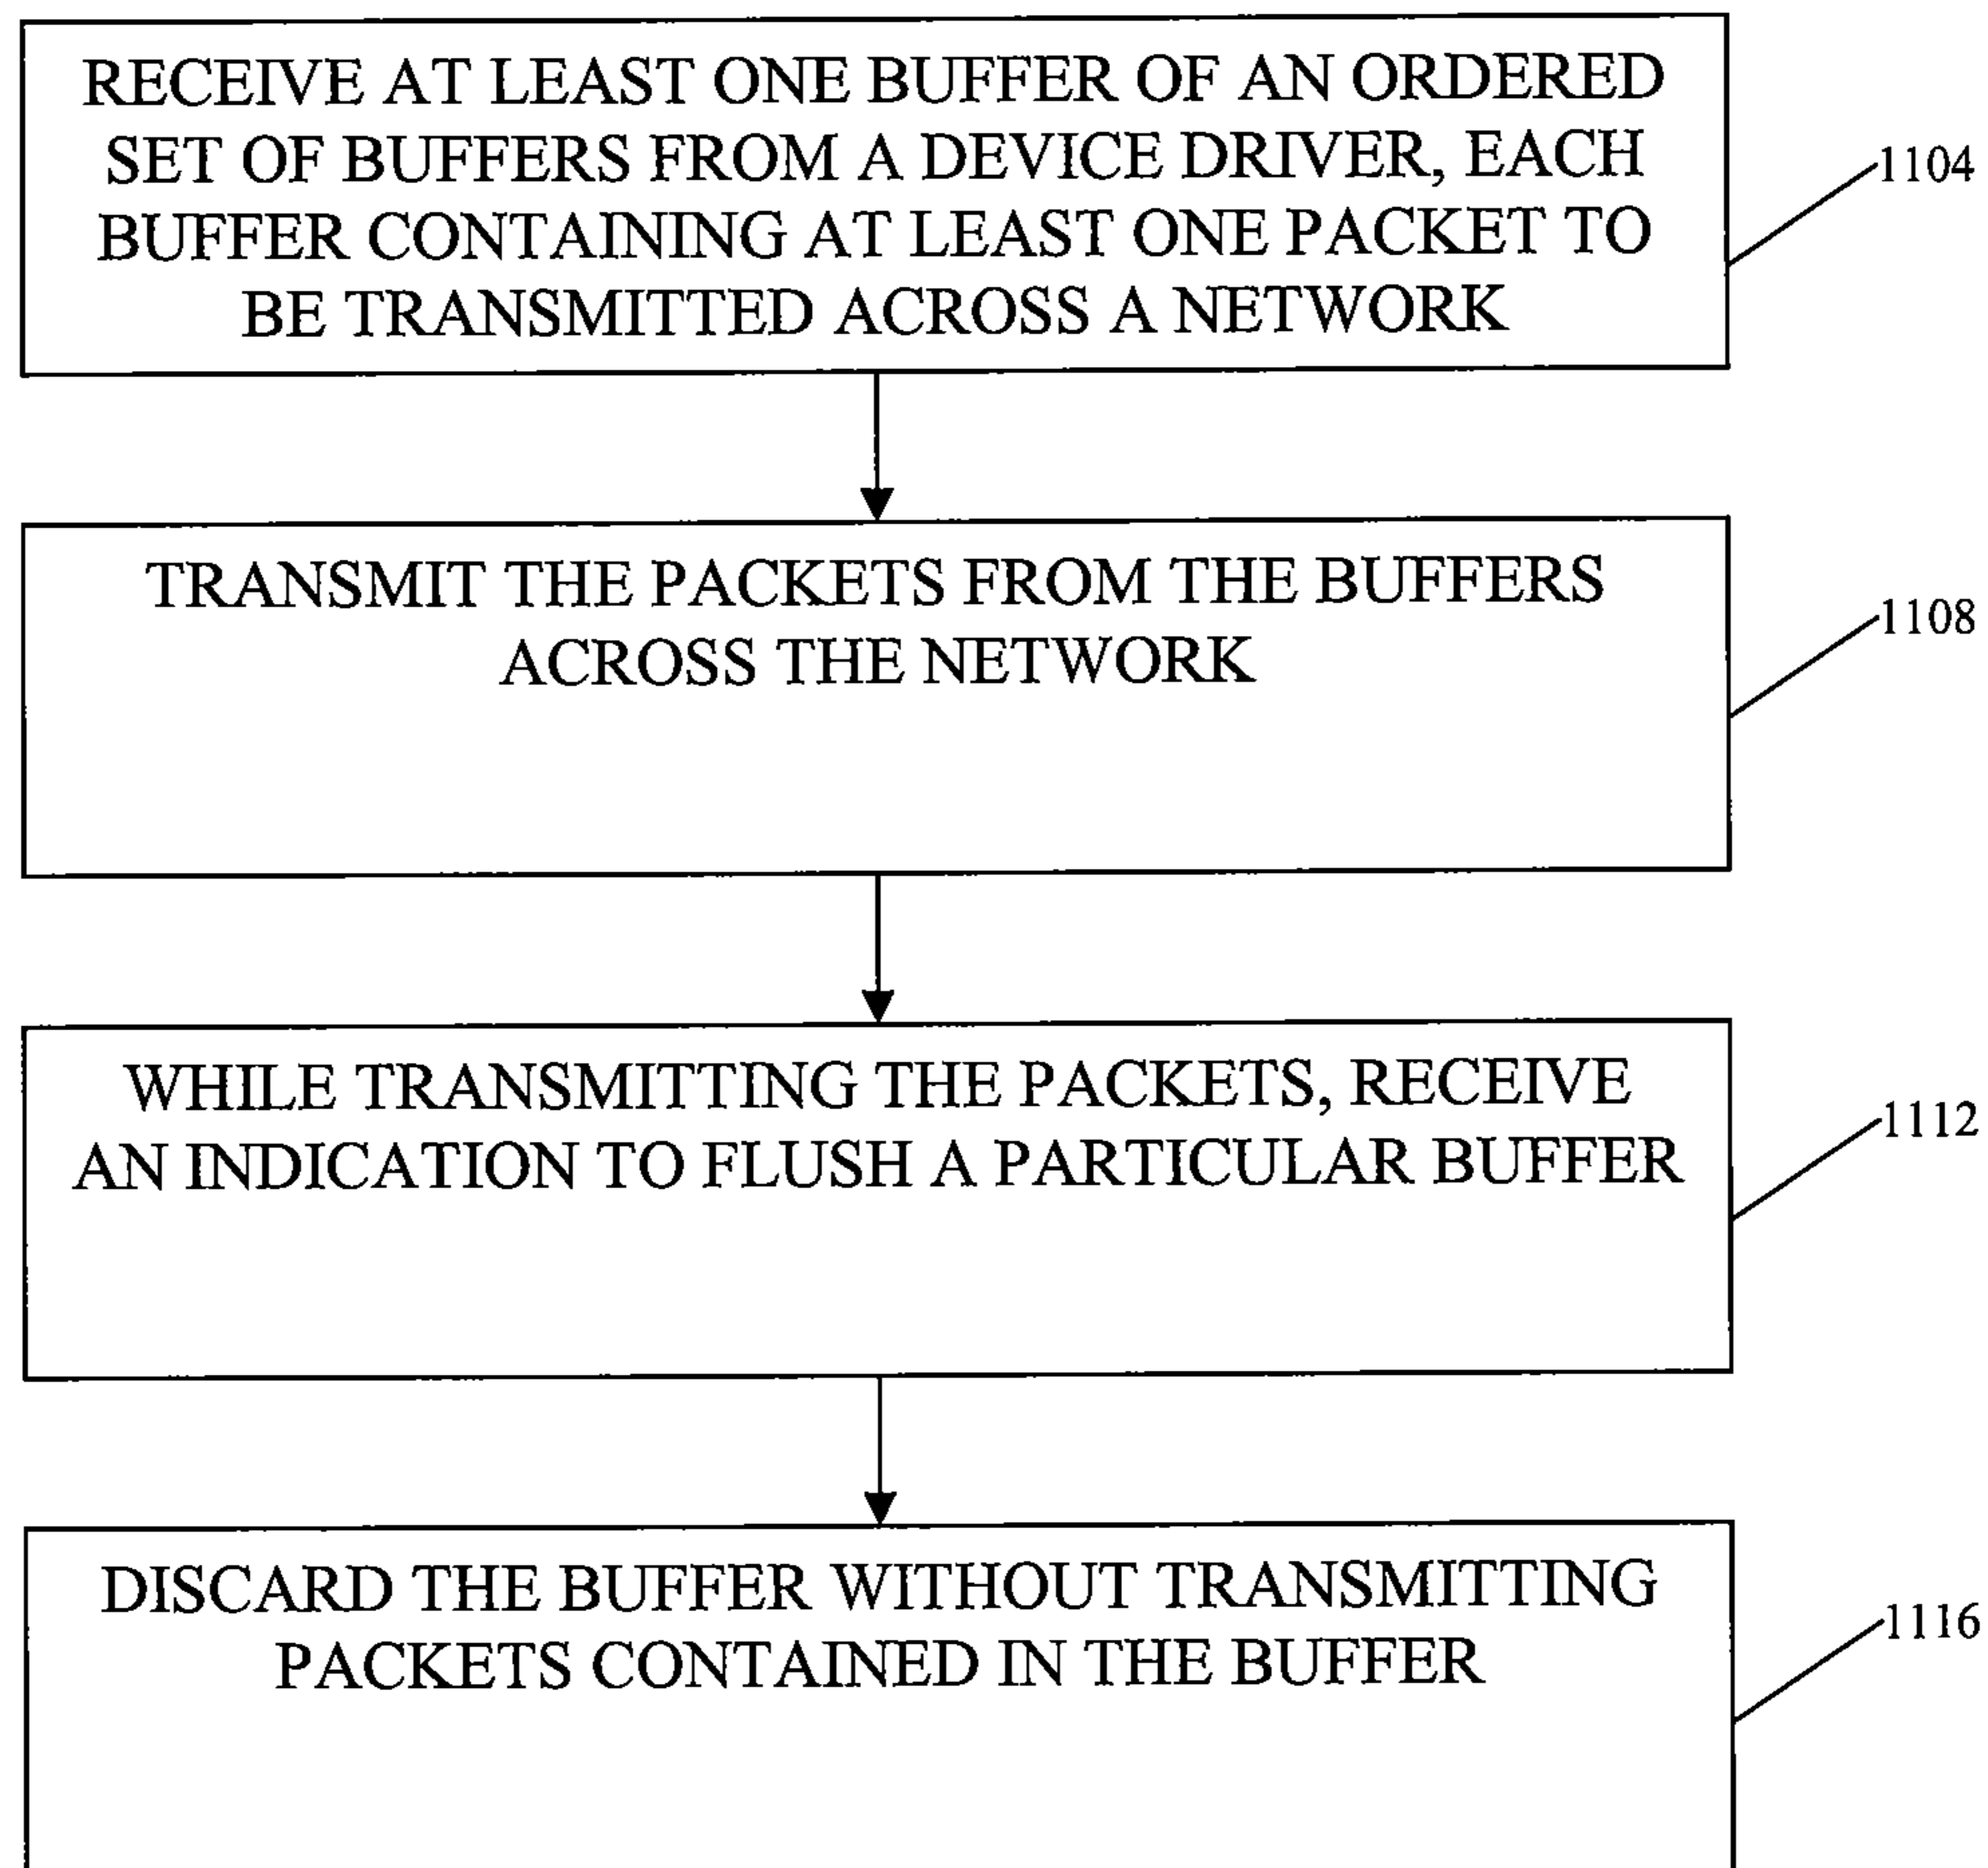 RECEIVE AT LEAST ONE BUFFER OF AN ORDERED
SET OF BUFFERS FROM A DEVICE DRIVER, EACH
BUFFER CONTAINING AT LEAST ONE PACKET TO
BE TRANSMITTED ACROSS A NETWORK
1104
TRANSMIT THE PACKETS FROM THE BUFFERS
ACROSS THE NETWORK
1108
WHILE TRANSMITTING THE PACKETS, RECEIVE
AN INDICATION TO FLUSH A PARTICULAR BUFFER
1112
DISCARD THE BUFFER WITHOUT TRANSMITTING
PACKETS CONTAINED IN THE BUFFER
1116